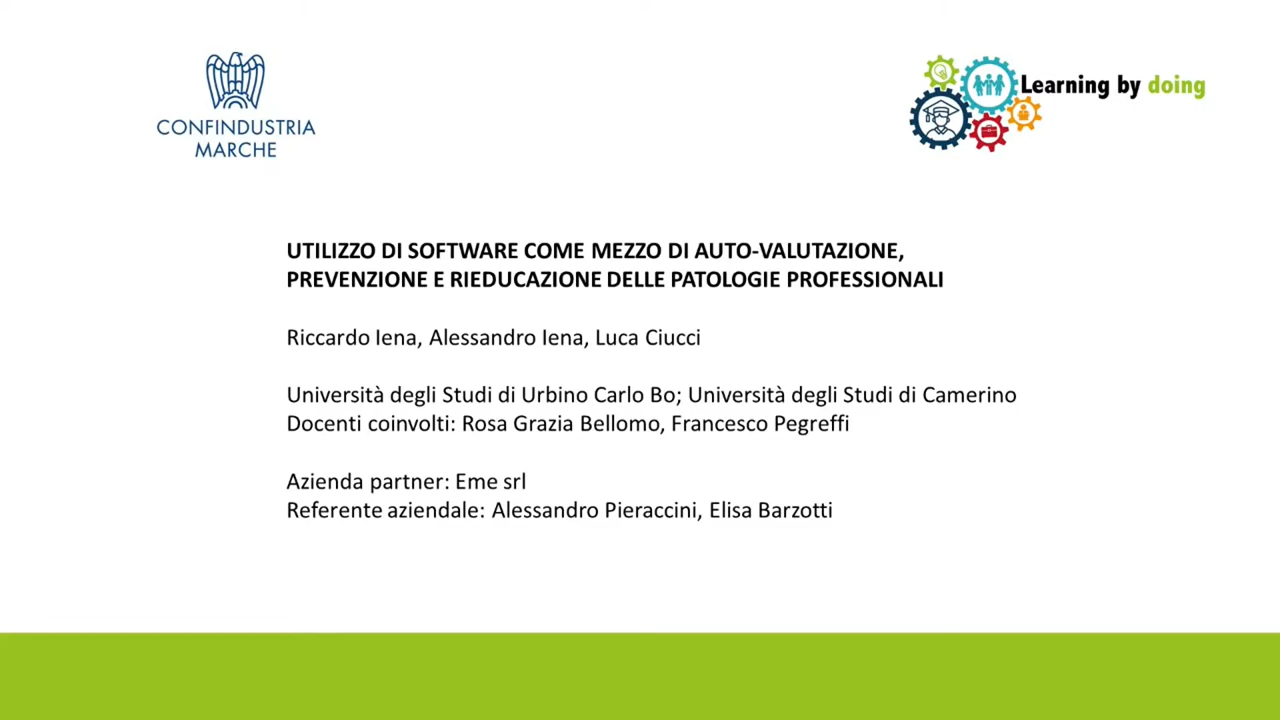 CONFINDUSTRIA
MARCHE
Learning by doing
UTILIZZO DI SOFTWARE COME MEZZO DI AUTO-VALUTAZIONE,
PREVENZIONE E RIEDUCAZIONE DELLE PATOLOGIE PROFESSIONALI
Riccardo Iena, Alessandro Iena, Luca Ciucci
Università degli Studi di Urbino Carlo Bo; Università degli Studi di Camerino
Docenti coinvolti: Rosa Grazia Bellomo, Francesco Pegreffi
Azienda partner: Eme srl
Referente aziendale: Alessandro Pieraccini, Elisa Barzotti